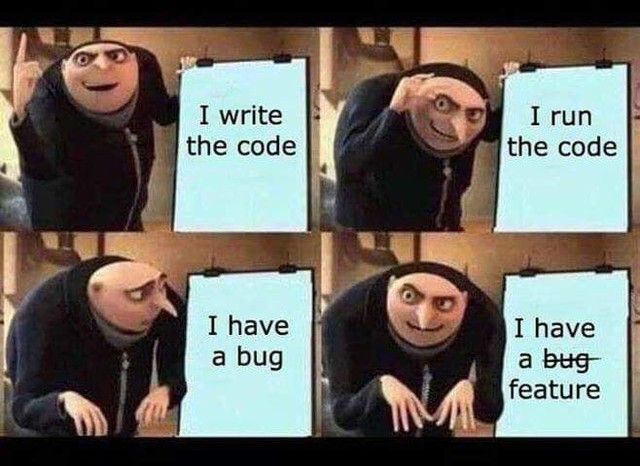 I write
the code
I run
the code
I have
a bug
I have
a bug
feature